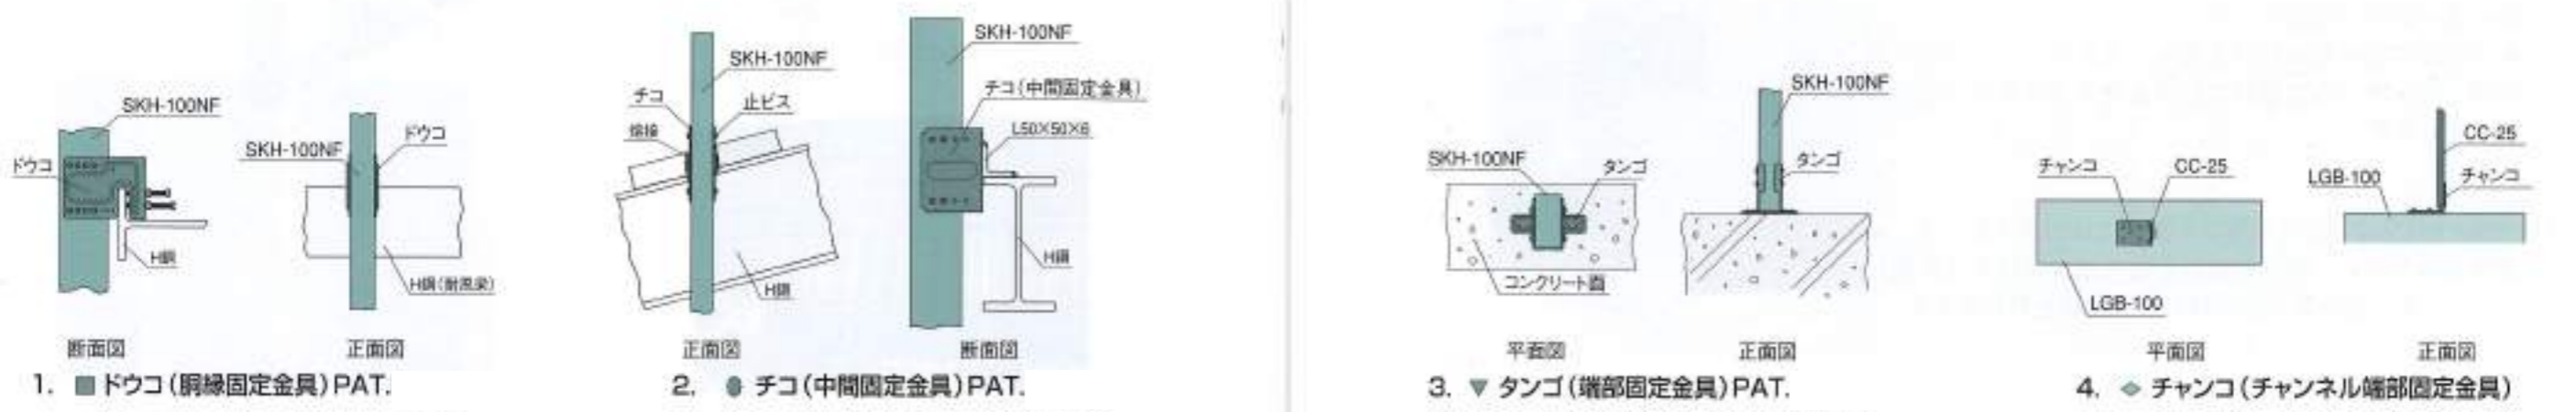 SKH-100NF
ドウコ
H鋼
断面図
SKH-100NF
ドウコ
H鋼(耐風梁)
正面図
1. ■ ドウコ(胴縁固定金具)PAT.
SKH-100NF
チコ
止ビス
熔接
H鋼
正面図
SKH-100NF
チコ(中間固定金具)
L50×50×6
H鋼
断面図
2. ● チコ(中間固定金具)PAT.
SKH-100NF
タンゴ
コンクリート面
平面図
SKH-100NF
タンゴ
正面図
3. ▼ タンゴ(端部固定金具)PAT.
チャンコ
CC-25
LGB-100
平面図
CC-25
LGB-100
チャンコ
正面図
4. ◆ チャンコ(チャンネル端部固定金具)